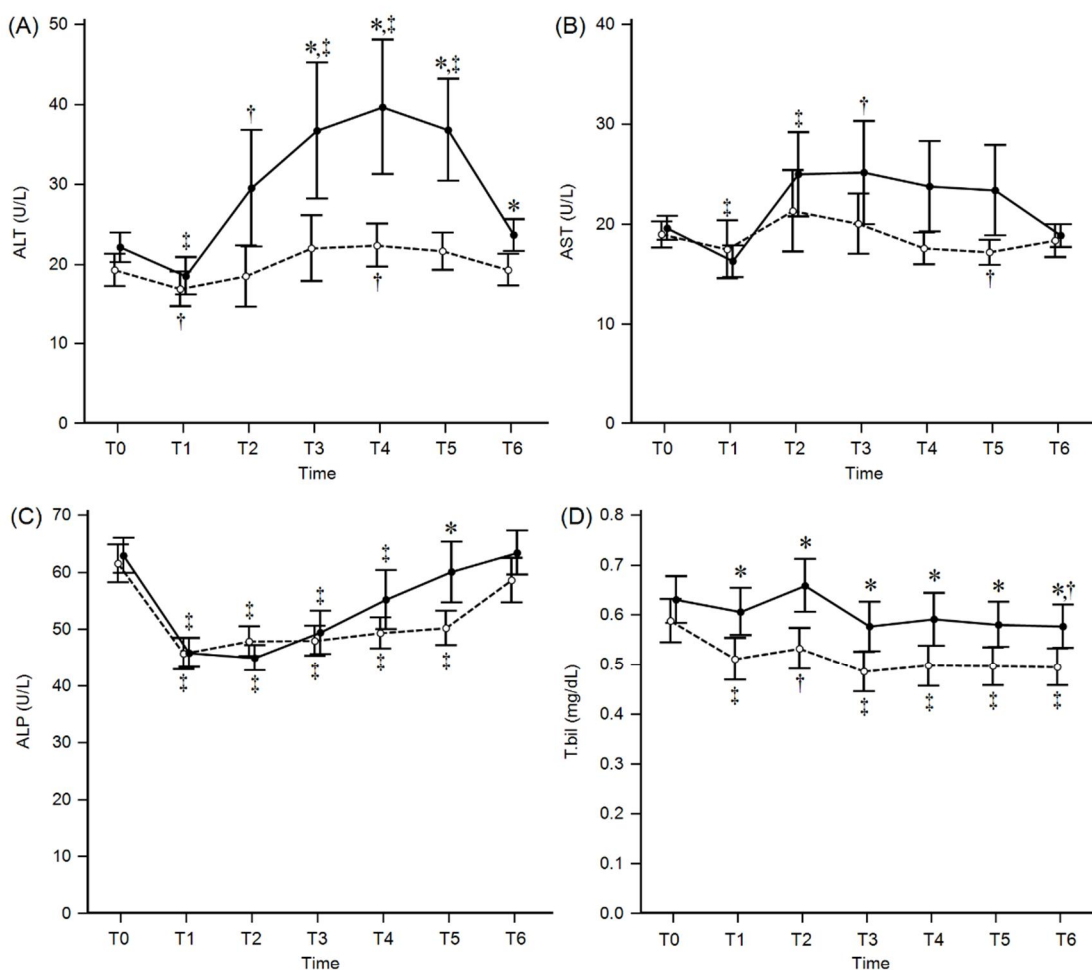 (A)
50
40
30
20
10
0
ALT (U/L)
*,‡ *,‡ *,‡
†
‡
*
†
†
T0 T1 T2 T3 T4 T5 T6
Time
(B)
40
30
20
10
0
AST (U/L)
‡ †
‡
†
T0 T1 T2 T3 T4 T5 T6
Time
(C)
70
60
50
40
30
20
10
0
ALP (U/L)
*
‡
‡ ‡ ‡
‡ ‡ ‡ ‡ ‡
T0 T1 T2 T3 T4 T5 T6
Time
(D)
0.8
0.7
0.6
0.5
0.4
0.3
0.2
0.1
0.0
T.bil (mg/dL)
* * * * * *,†
‡ † ‡ ‡ ‡ ‡
T0 T1 T2 T3 T4 T5 T6
Time